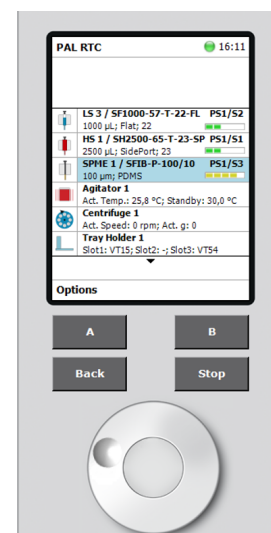 PAL RTC 16:11
LS 3 / SF1000-57-T-22-FL PS1/S2
1000 µL; Flat; 22
HS 1 / SH2500-65-T-23-SP PS1/S1
2500 µL; SidePort; 23
SPME 1 / SFIB-P-100/10 PS1/S3
100 µm; PDMS
Agitator 1
Act. Temp.: 25,8 °C; Standby: 30,0 °C
Centrifuge 1
Act. Speed: 0 rpm; Act. g: 0
Tray Holder 1
Slot1: VT15; Slot2: -; Slot3: VT54
Options
A B
Back Stop